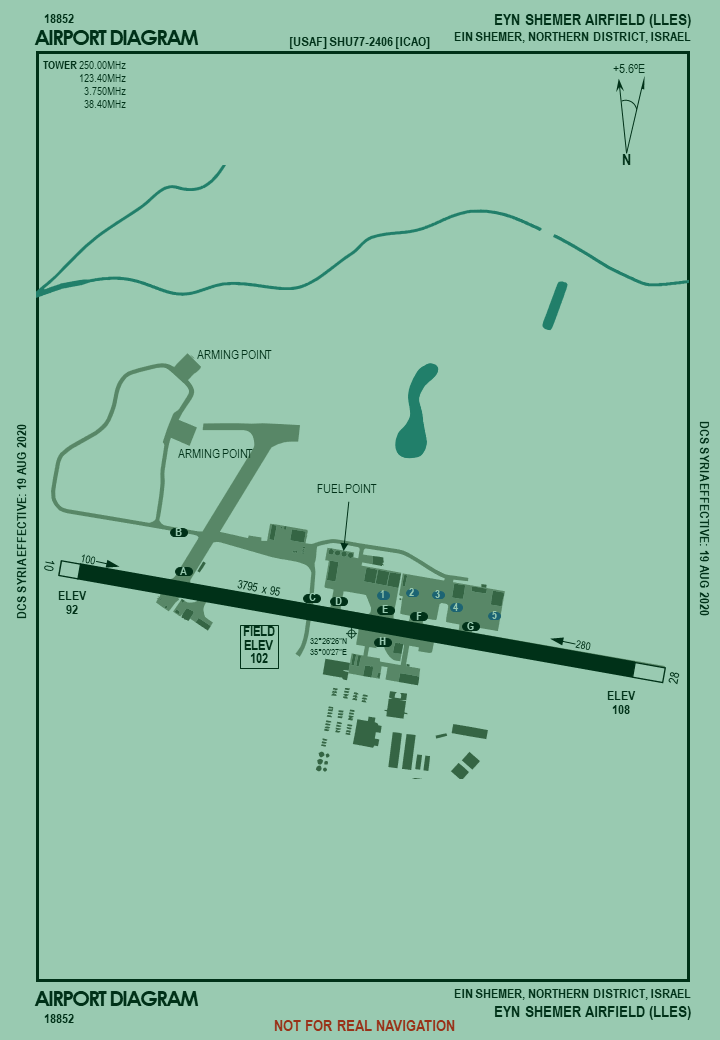 18852
AIRPORT DIAGRAM
[USAF] SHU77-2406 [ICAO]
EYN SHEMER AIRFIELD (LLES)
EIN SHEMER, NORTHERN DISTRICT, ISRAEL
TOWER 250.00MHz
123.40MHz
3.750MHz
38.40MHz
+5.6ºE
N
ARMING POINT
ARMING POINT
FUEL POINT
DCS SYRIA EFFECTIVE: 19 AUG 2020
DCS SYRIA EFFECTIVE: 19 AUG 2020
B
A
10
100
ELEV
92
3795 x 95
C
D
E
F
G
H
1
2
3
4
5
FIELD
ELEV
102
32°26'26"N
35°00'27"E
280
28
ELEV
108
AIRPORT DIAGRAM
18852
NOT FOR REAL NAVIGATION
EIN SHEMER, NORTHERN DISTRICT, ISRAEL
EYN SHEMER AIRFIELD (LLES)